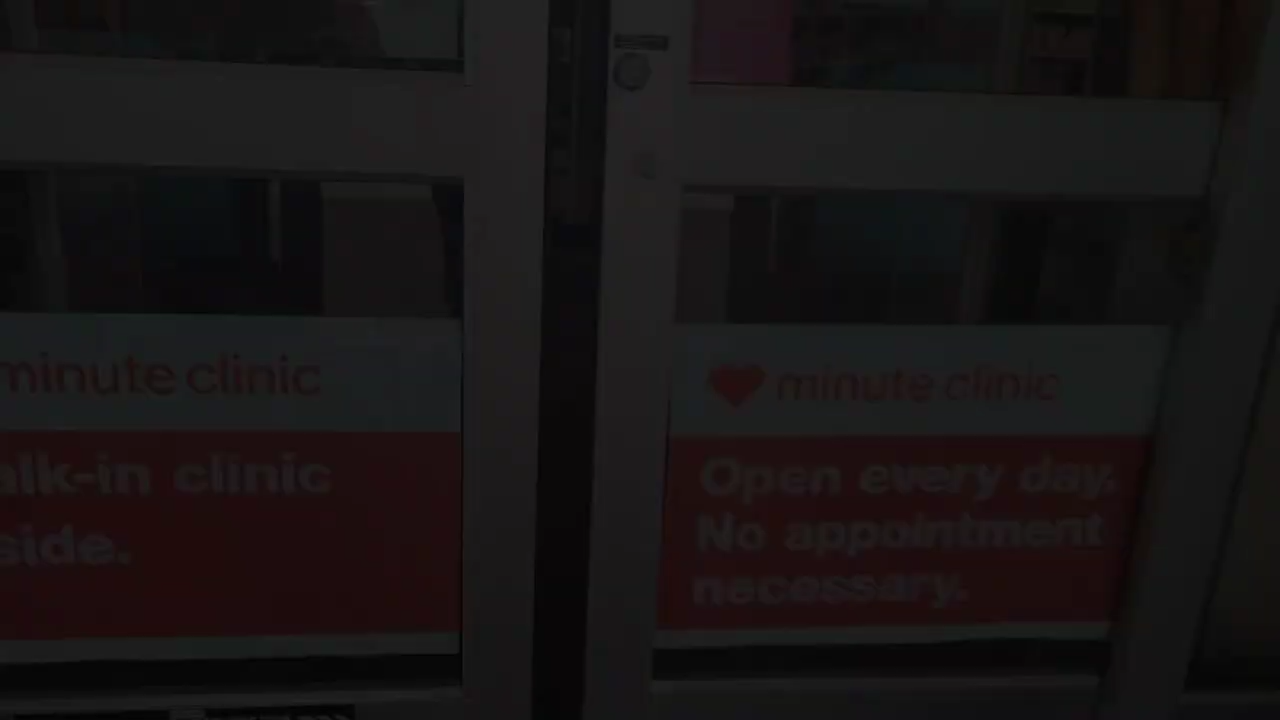 minute clinic
alk-in clinic
side.
minute clinic
Open every day.
No appointment
necessary.